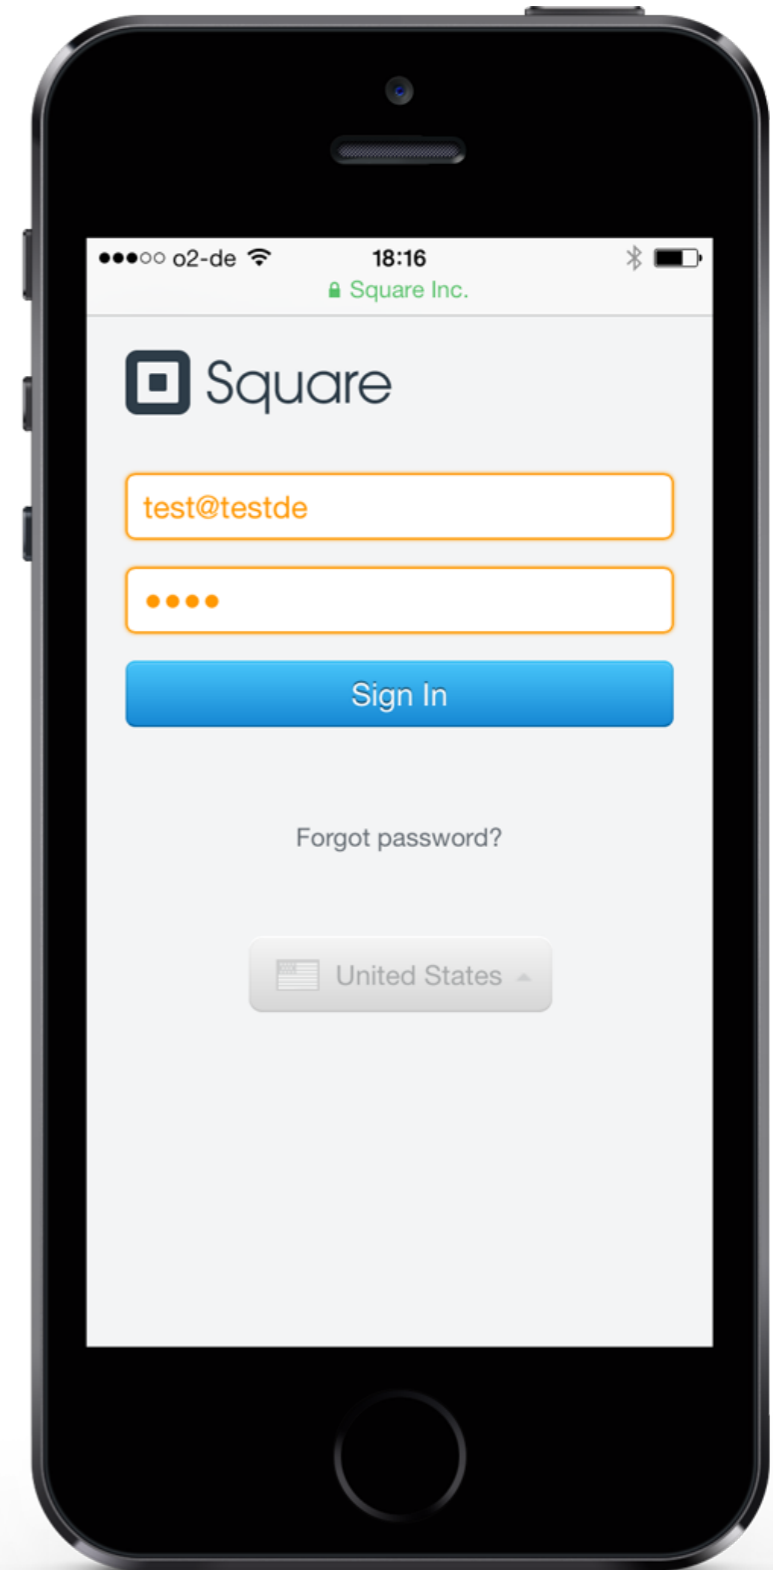 o2-de 18:16
Square Inc.
Square
test@testde
••••
Sign In
Forgot password?
United States